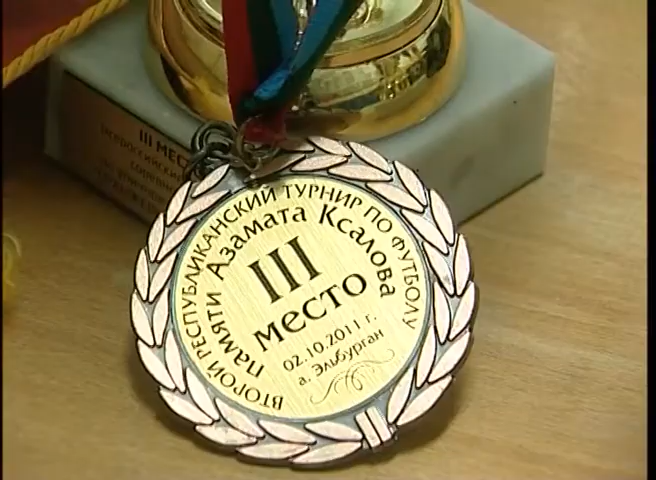 ВТОРОЙ РЕСПУБЛИКАНСКИЙ ТУРНИР ПО ФУТБОЛУ
памяти Азамата Ксалова
III
место
02.10.2011 г.
а. Эльбурган
III МЕСТО